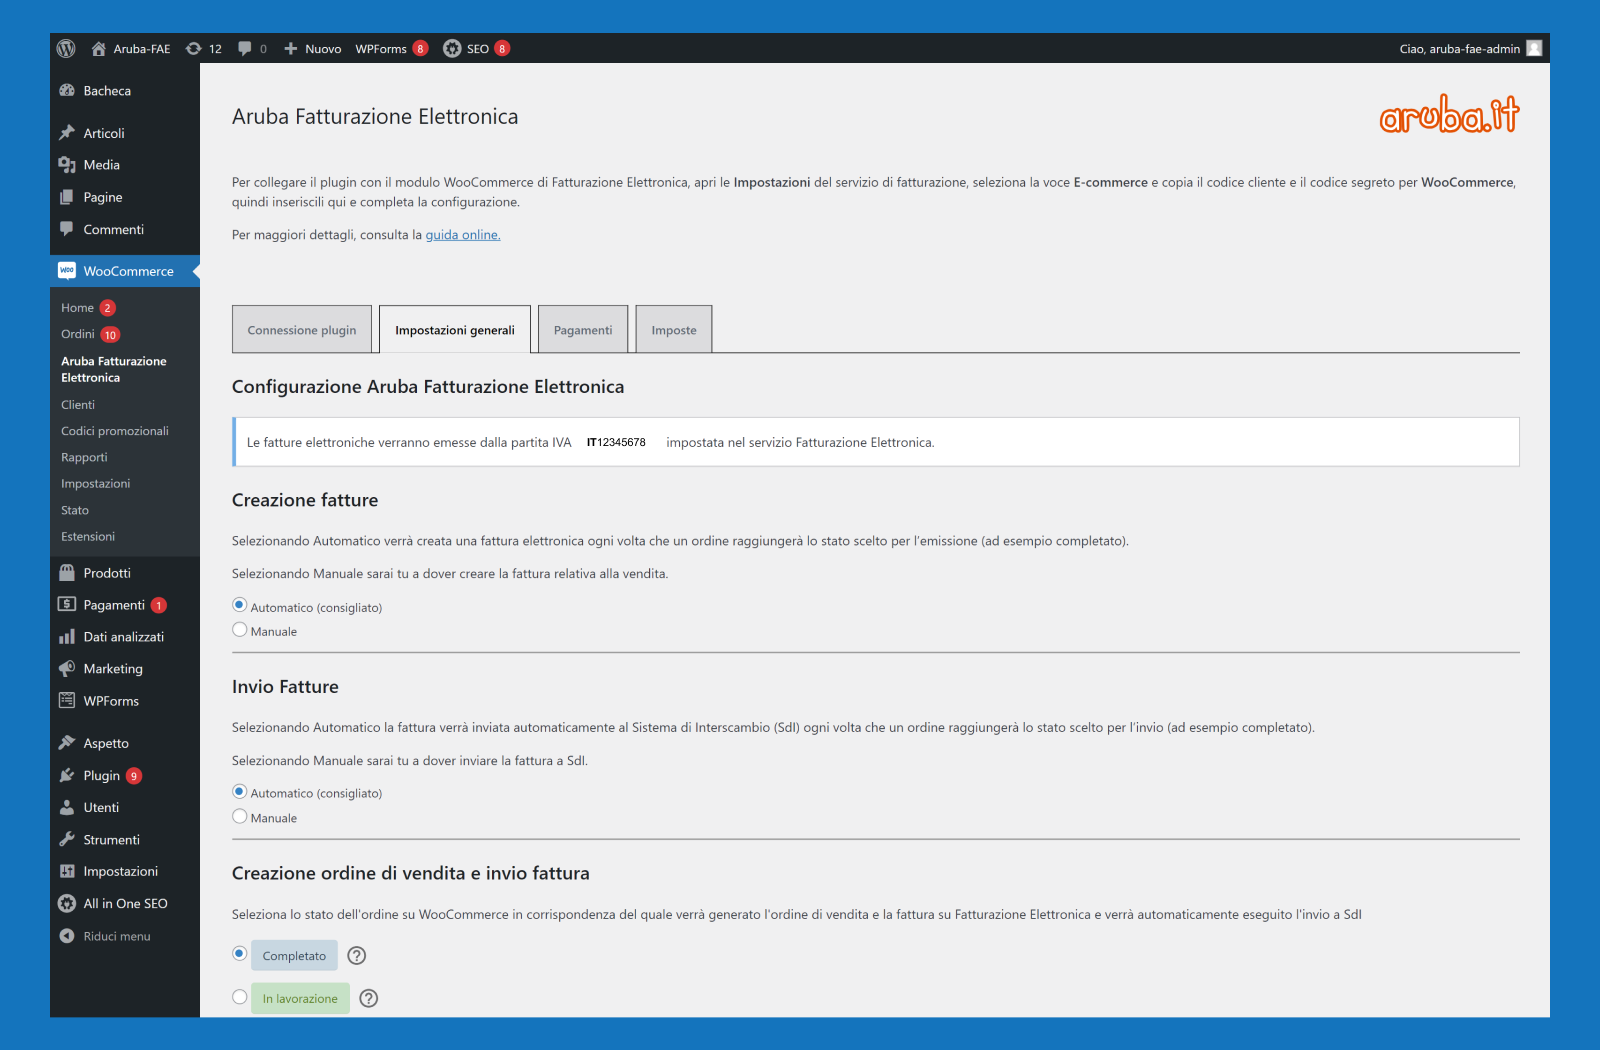 Aruba-FAE 12 0 Nuovo WPForms 8 SEO 8 Ciao, aruba-fae-admin
Bacheca
Articoli
Media
Pagine
Commenti
Woo WooCommerce
Home 2
Ordini 10
Aruba Fatturazione
Elettronica
Clienti
Codici promozionali
Rapporti
Impostazioni
Stato
Estensioni
Prodotti
Pagamenti 1
Dati analizzati
Marketing
WPForms
Aspetto
Plugin 9
Utenti
Strumenti
Impostazioni
All in One SEO
Riduci menu
Aruba Fatturazione Elettronica
aruba.it
Per collegare il plugin con il modulo WooCommerce di Fatturazione Elettronica, apri le Impostazioni del servizio di fatturazione, seleziona la voce E-commerce e copia il codice cliente e il codice segreto per WooCommerce,
quindi inseriscili qui e completa la configurazione.
Per maggiori dettagli, consulta la guida online.
Connessione plugin Impostazioni generali Pagamenti Imposte
Configurazione Aruba Fatturazione Elettronica
Le fatture elettroniche verranno emesse dalla partita IVA IT12345678 impostata nel servizio Fatturazione Elettronica.
Creazione fatture
Selezionando Automatico verrà creata una fattura elettronica ogni volta che un ordine raggiungerà lo stato scelto per l'emissione (ad esempio completato).
Selezionando Manuale sarai tu a dover creare la fattura relativa alla vendita.
Automatico (consigliato)
Manuale
Invio Fatture
Selezionando Automatico la fattura verrà inviata automaticamente al Sistema di Interscambio (SdI) ogni volta che un ordine raggiungerà lo stato scelto per l'invio (ad esempio completato).
Selezionando Manuale sarai tu a dover inviare la fattura a SdI.
Automatico (consigliato)
Manuale
Creazione ordine di vendita e invio fattura
Seleziona lo stato dell'ordine su WooCommerce in corrispondenza del quale verrà generato l'ordine di vendita e la fattura su Fatturazione Elettronica e verrà automaticamente eseguito l'invio a SdI
Completato ?
In lavorazione ?